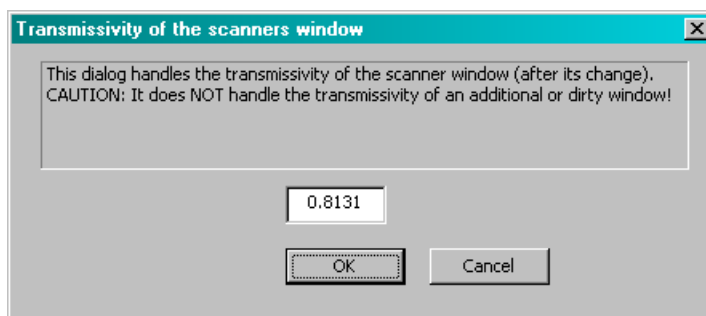 Transmissivity of the scanners window
This dialog handles the transmissivity of the scanner window (after its change).
CAUTION: It does NOT handle the transmissivity of an additional or dirty window!
0.8131
OK
Cancel